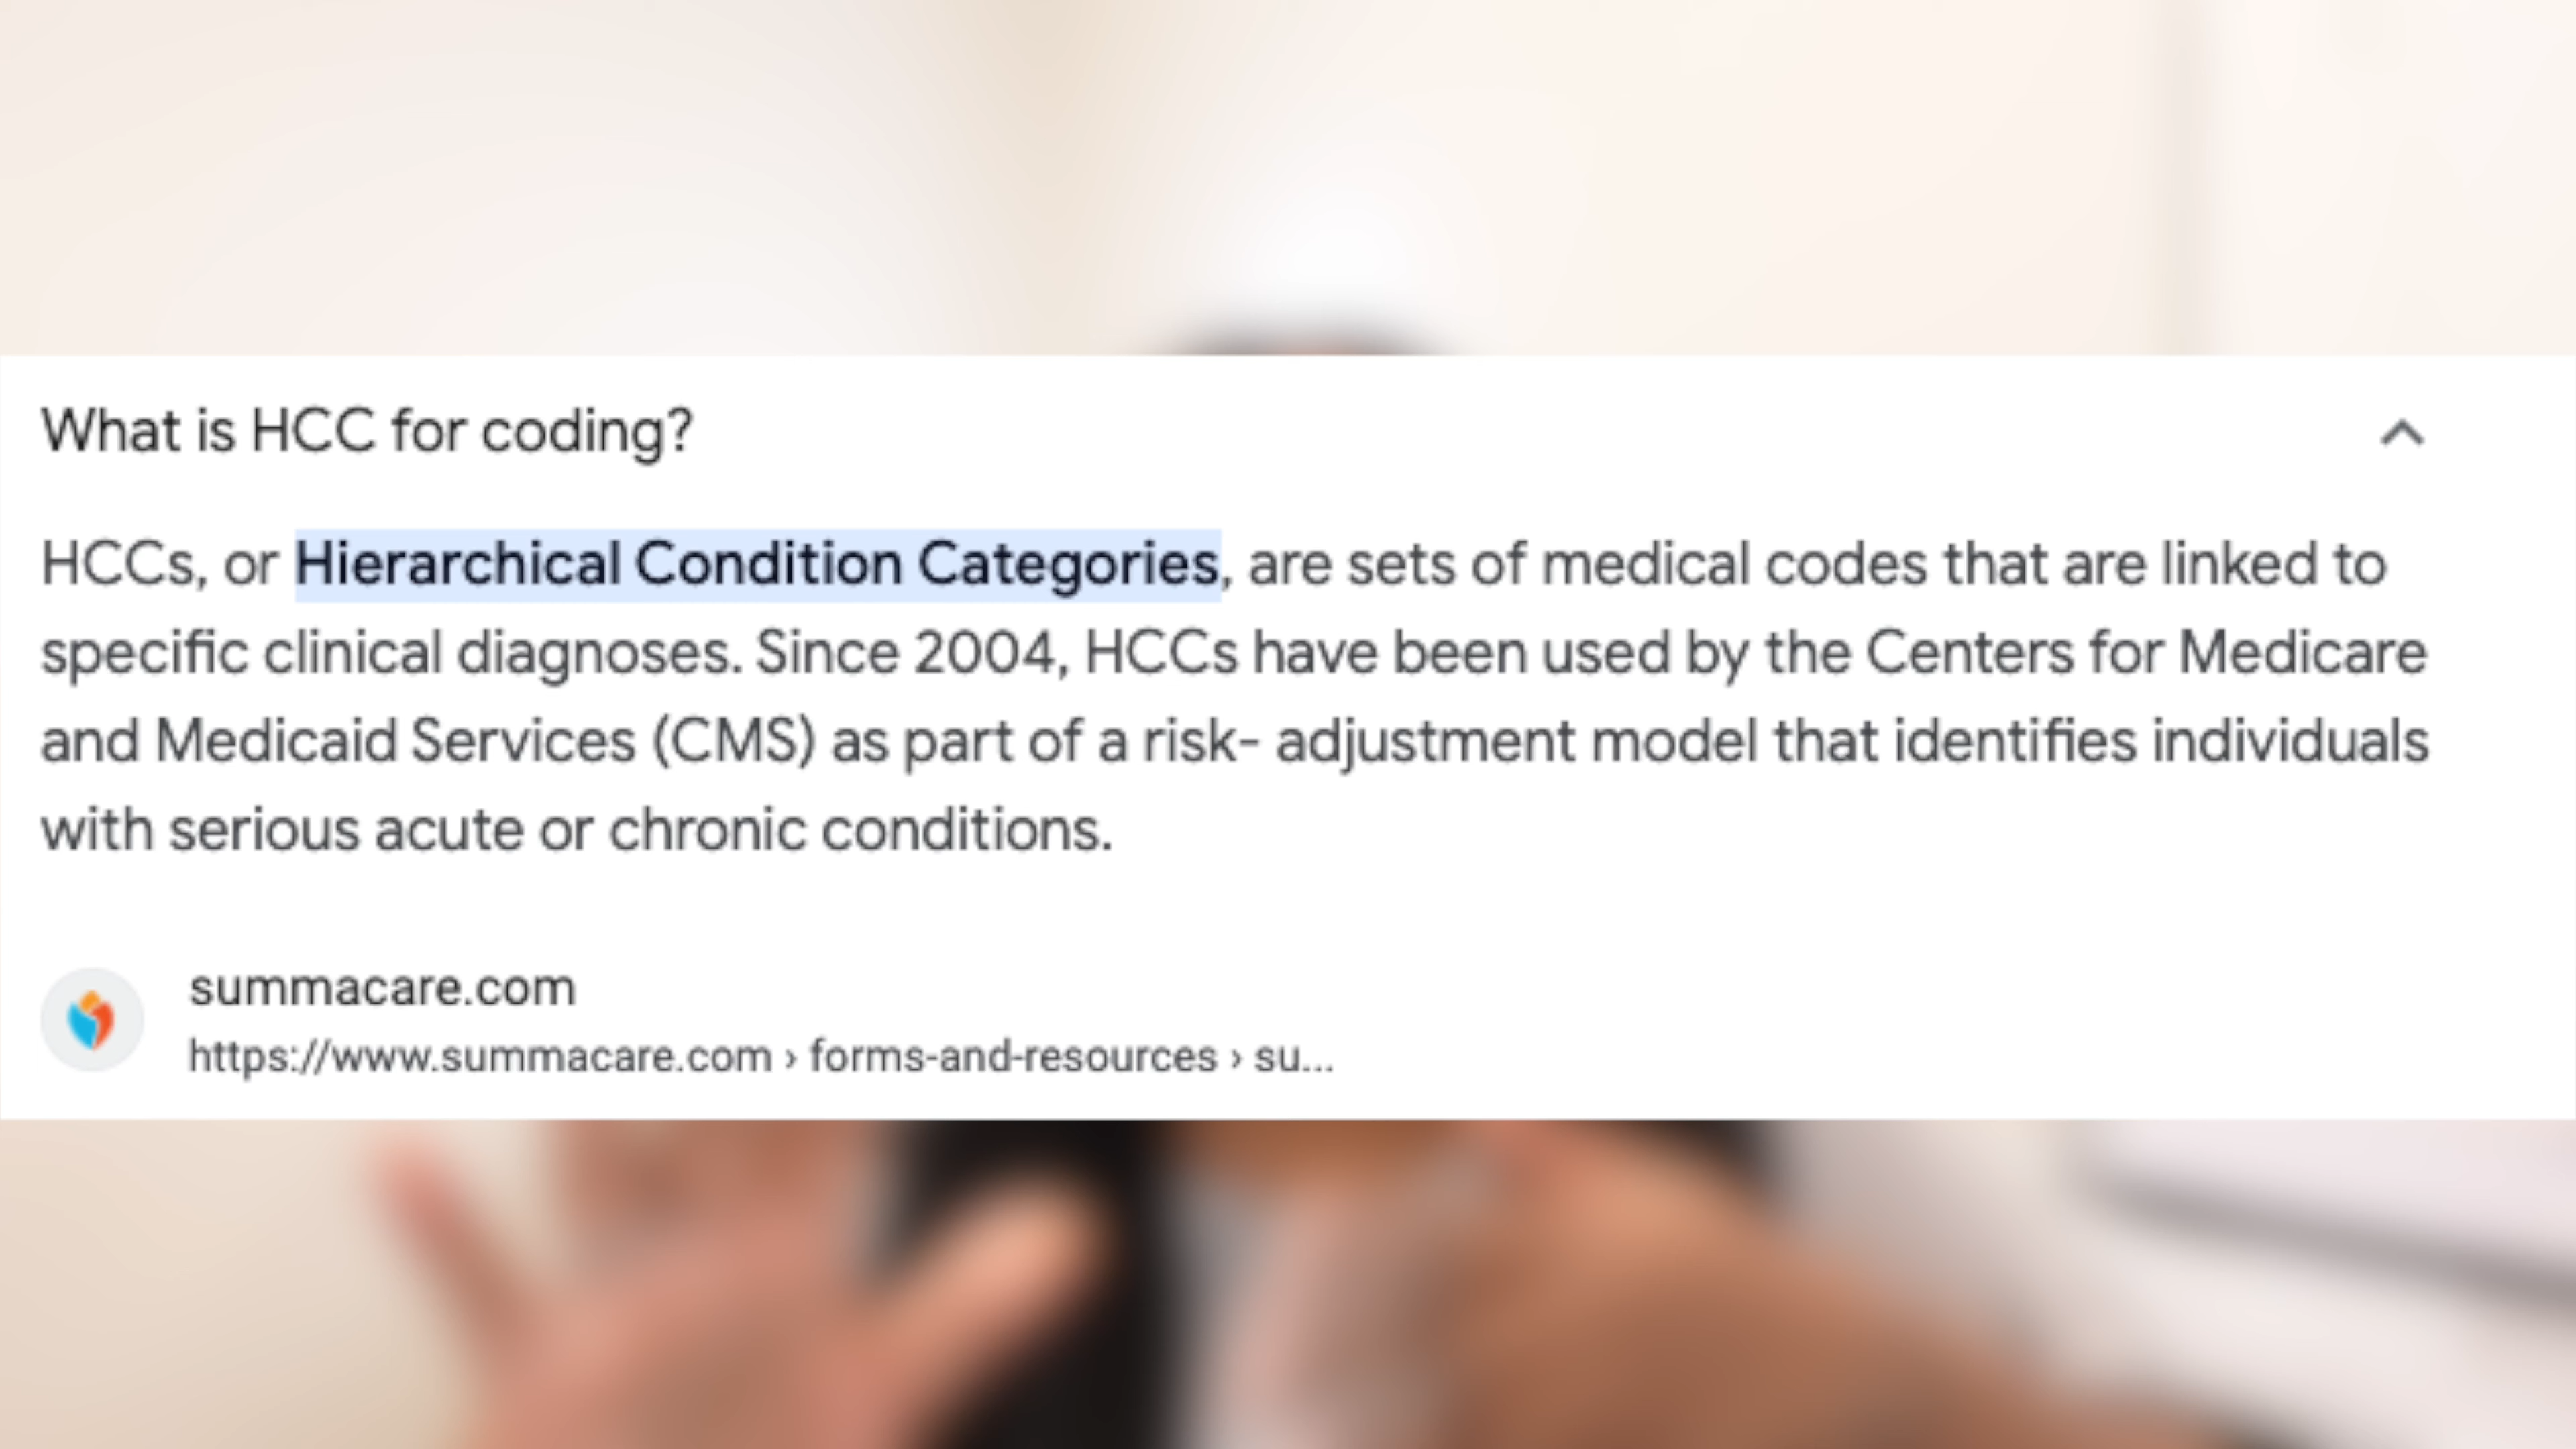 What is HCC for coding?
HCCs, or Hierarchical Condition Categories, are sets of medical codes that are linked to
specific clinical diagnoses. Since 2004, HCCs have been used by the Centers for Medicare
and Medicaid Services (CMS) as part of a risk- adjustment model that identifies individuals
with serious acute or chronic conditions.
summacare.com
https://www.summacare.com › forms-and-resources › su...